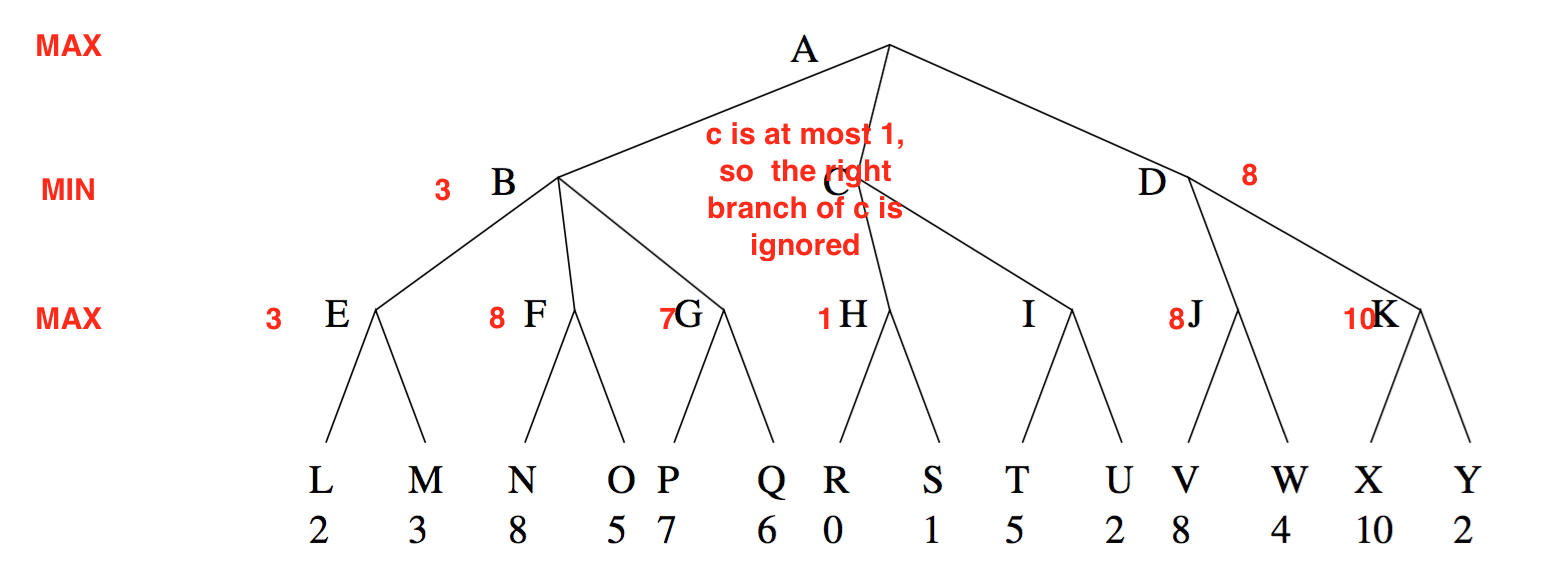 MAX A
c is at most 1,
MIN 3 B so the right C D 8
branch of c is
ignored
MAX 3 E 8 F 7 G 1 H I 8 J 10 K
L M N O P Q R S T U V W X Y
2 3 8 5 7 6 0 1 5 2 8 4 10 2